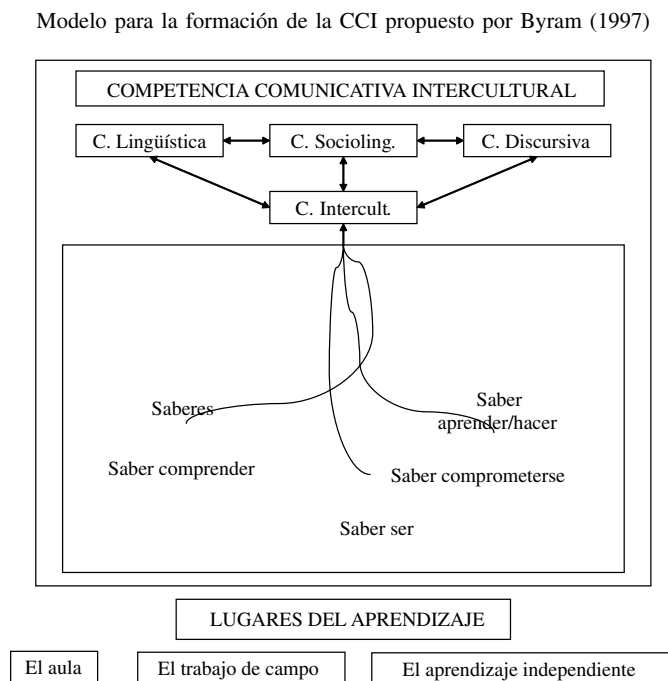 Modelo para la formación de la CCI propuesto por Byram (1997)
COMPETENCIA COMUNICATIVA INTERCULTURAL
C. Lingüística
C. Socioling.
C. Discursiva
C. Intercult.
Saberes
Saber
aprender/hacer
Saber comprender
Saber comprometerse
Saber ser
LUGARES DEL APRENDIZAJE
El aula
El trabajo de campo
El aprendizaje independiente